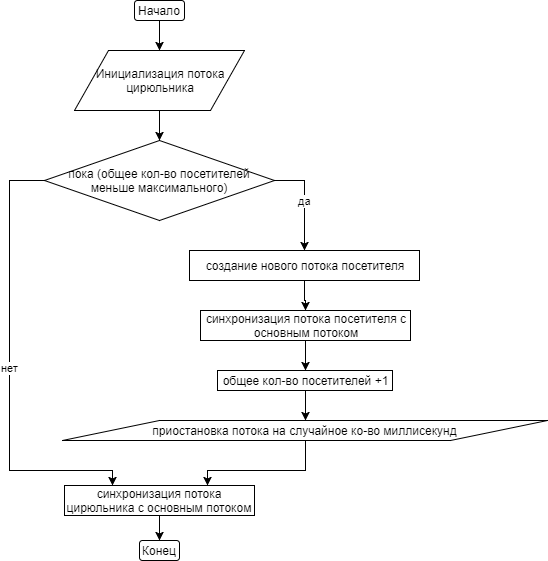 Начало
Инициализация потока
цирюльника
пока (общее кол-во посетителей
меньше максимального)
да
создание нового потока посетителя
синхронизация потока посетителя с
основным потоком
нет
общее кол-во посетителей +1
приостановка потока на случайное ко-во миллисекунд
синхронизация потока
цирюльника с основным потоком
Конец